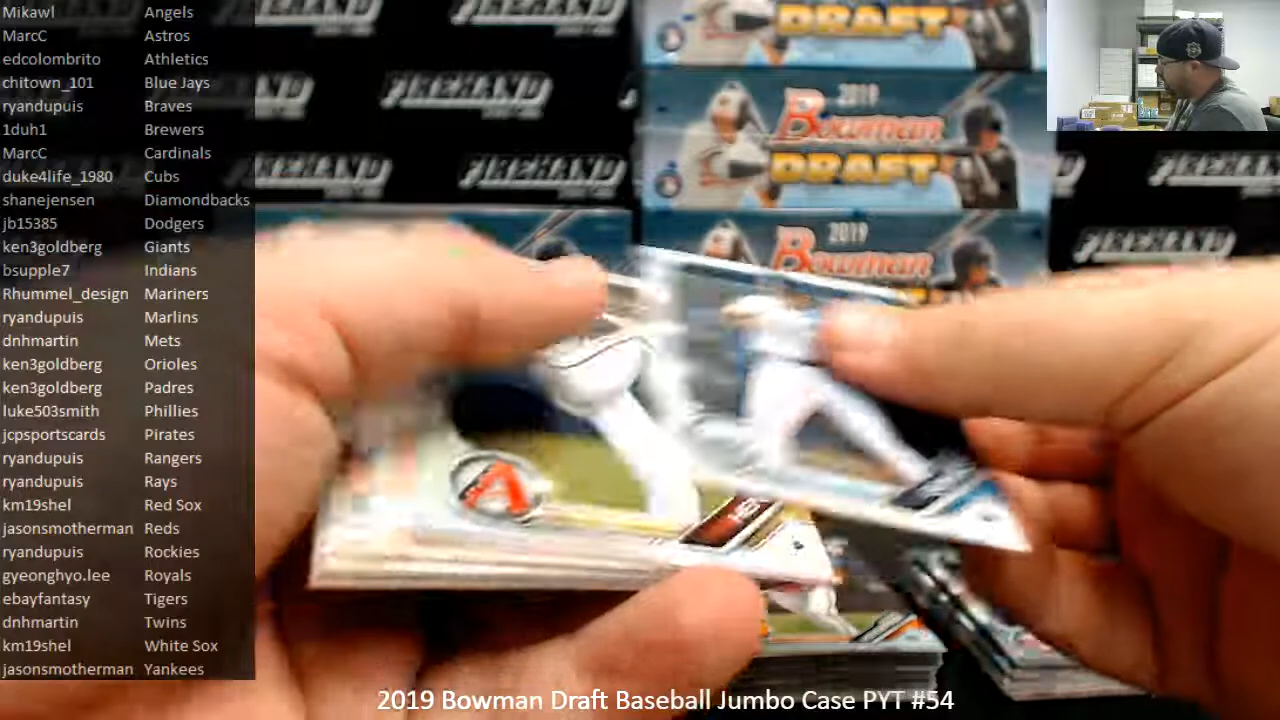 Mikawl Angels
MarcC Astros
edcolombrito Athletics
chitown_101 Blue Jays
ryandupuis Braves
1duh1 Brewers
MarcC Cardinals
duke4life_1980 Cubs
shanejensen Diamondbacks
jb15385 Dodgers
ken3goldberg Giants
bsupple7 Indians
Rhummel_design Mariners
ryandupuis Marlins
dnhmartin Mets
ken3goldberg Orioles
ken3goldberg Padres
luke503smith Phillies
jcpsportscards Pirates
ryandupuis Rangers
ryandupuis Rays
km19shel Red Sox
jasonsmotherman Reds
ryandupuis Rockies
gyeonghyo.lee Royals
ebayfantasy Tigers
dnhmartin Twins
km19shel White Sox
jasonsmotherman Yankees
FIREHAND
FIREHAND
FIREHAND
FIREHAND
FIREHAND
FIREHAND
DRAFT
2019
Bowman
DRAFT
2019
Bowman
2019 Bowman Draft Baseball Jumbo Case PYT #54